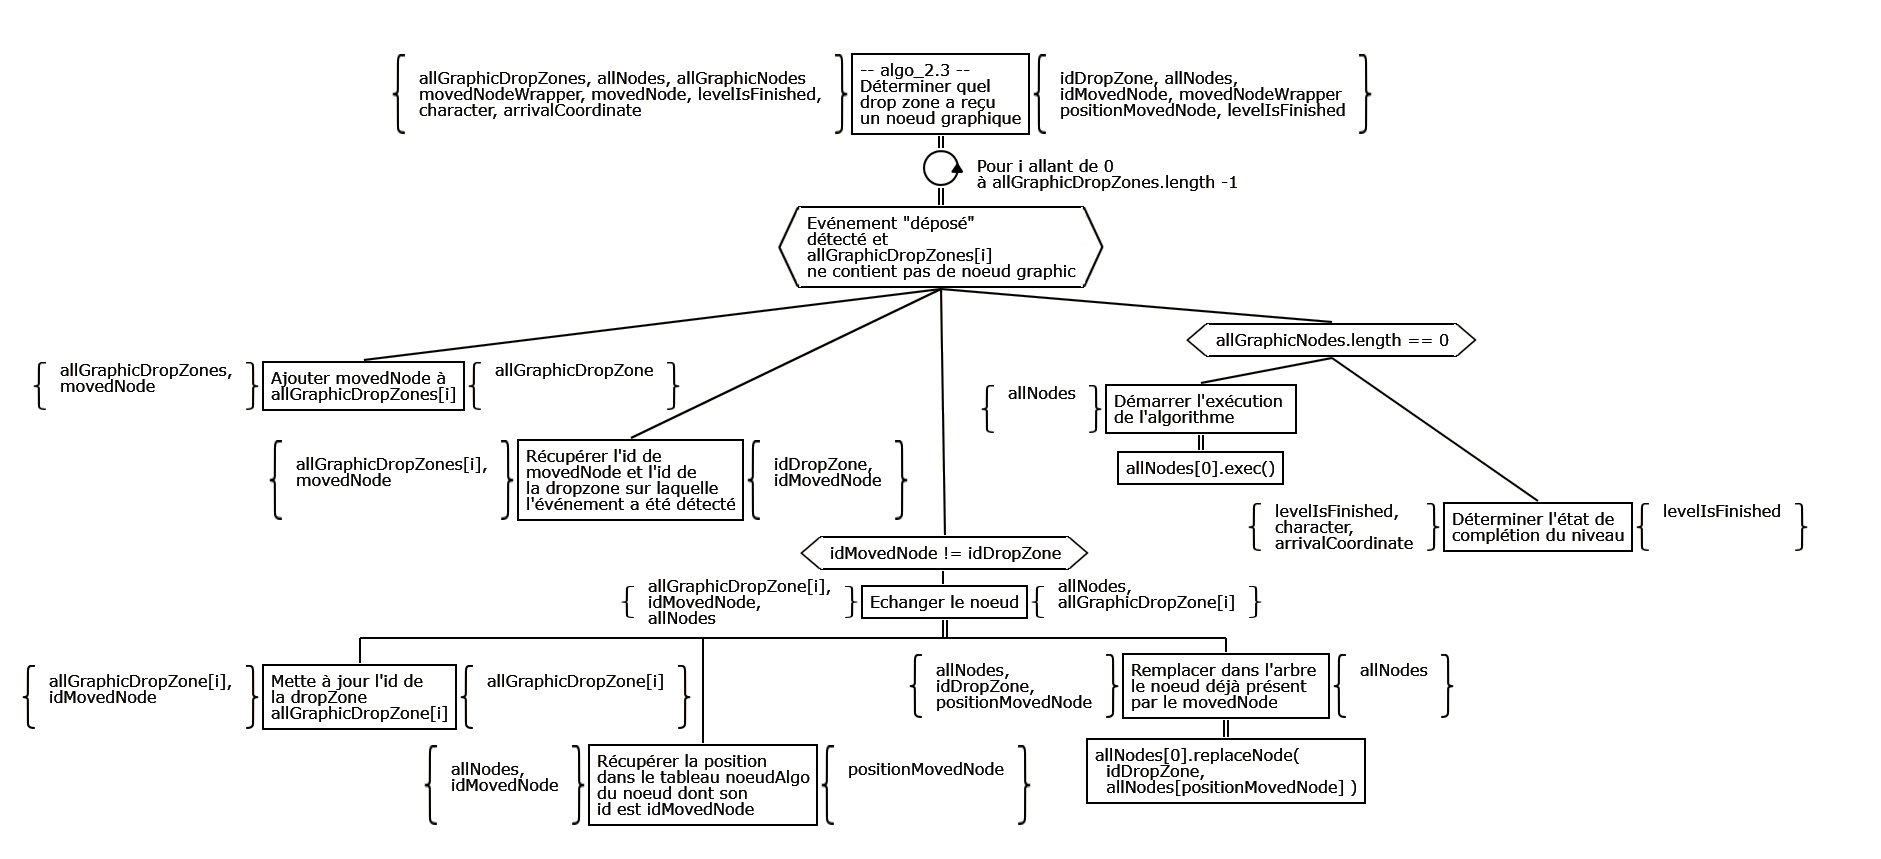 allGraphicDropZones, allNodes, allGraphicNodes
movedNodeWrapper, movedNode, levelIsFinished,
character, arrivalCoordinate
-- algo_2.3 --
Déterminer quel
drop zone a reçu
un noeud graphique
idDropZone, allNodes,
idMovedNode, movedNodeWrapper
positionMovedNode, levelIsFinished
Pour i allant de 0
à allGraphicDropZones.length -1
Evénement "déposé"
détecté et
allGraphicDropZones[i]
ne contient pas de noeud graphic
allGraphicDropZones,
movedNode
Ajouter movedNode à
allGraphicDropZones[i]
allGraphicDropZone
allGraphicDropZones[i],
movedNode
Récupérer l'id de
movedNode et l'id de
la dropzone sur laquelle
l'événement a été détecté
idDropZone,
idMovedNode
allGraphicNodes.length == 0
allNodes
Démarrer l'exécution
de l'algorithme
allNodes[0].exec()
levelIsFinished,
character,
arrivalCoordinate
Déterminer l'état de
complétion du niveau
levelIsFinished
idMovedNode != idDropZone
allGraphicDropZone[i],
idMovedNode,
allNodes
Echanger le noeud
allNodes,
allGraphicDropZone[i]
allGraphicDropZone[i],
idMovedNode
Mette à jour l'id de
la dropZone
allGraphicDropZone[i]
allGraphicDropZone[i]
allNodes,
idMovedNode
Récupérer la position
dans le tableau noeudAlgo
du noeud dont son
id est idMovedNode
positionMovedNode
allNodes,
idDropZone,
positionMovedNode
Remplacer dans l'arbre
le noeud déjà présent
par le movedNode
allNodes
allNodes[0].replaceNode(
idDropZone,
allNodes[positionMovedNode] )